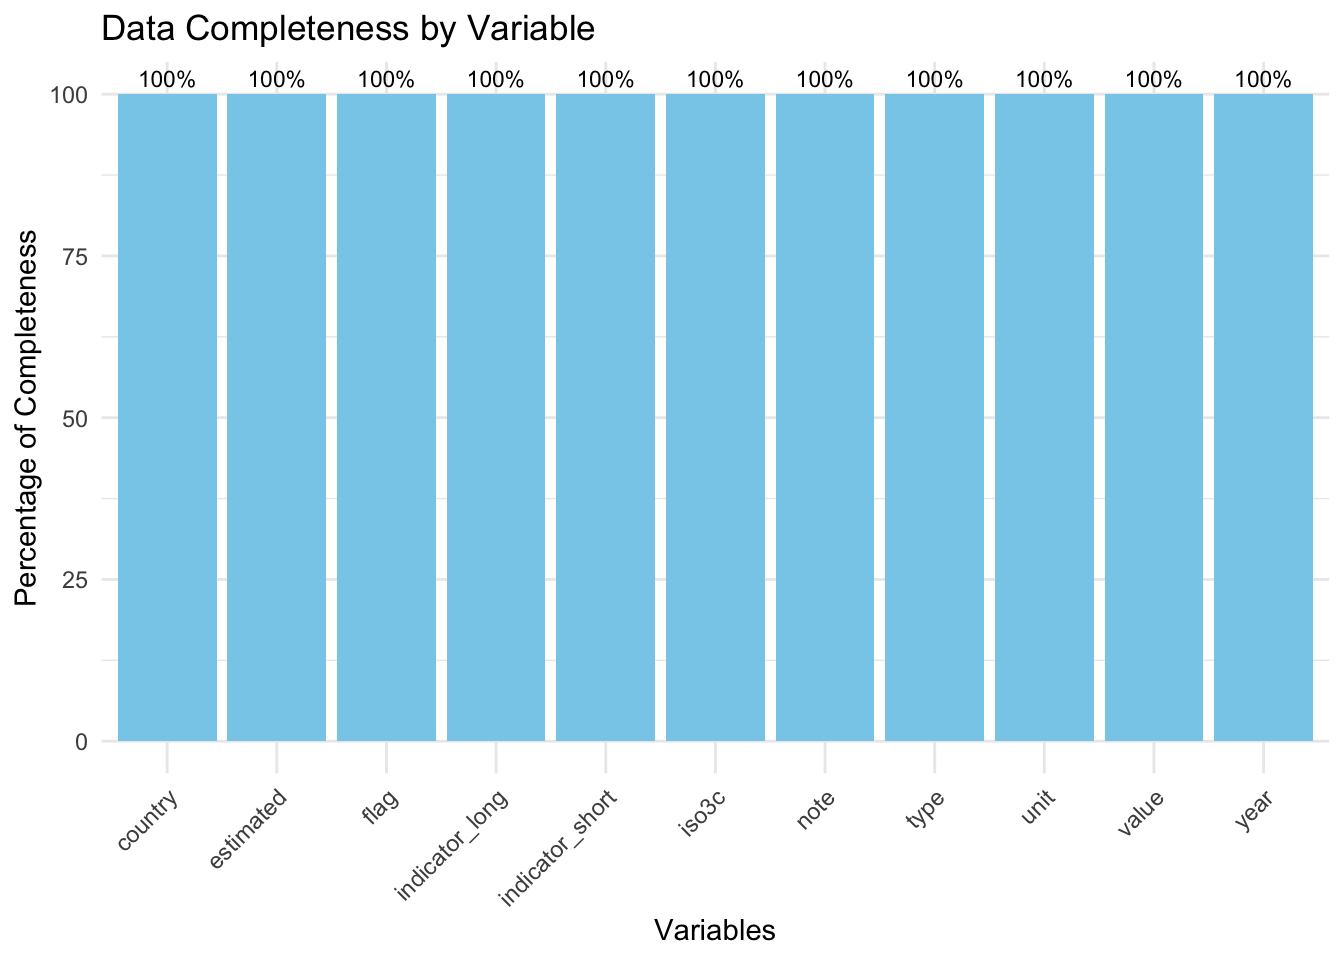 Data Completeness by Variable
100% 100% 100% 100% 100% 100% 100% 100% 100% 100% 100%
100
75
50
25
0
Percentage of Completeness
country estimated flag indicator_long indicator_short iso3c note type unit value year
Variables